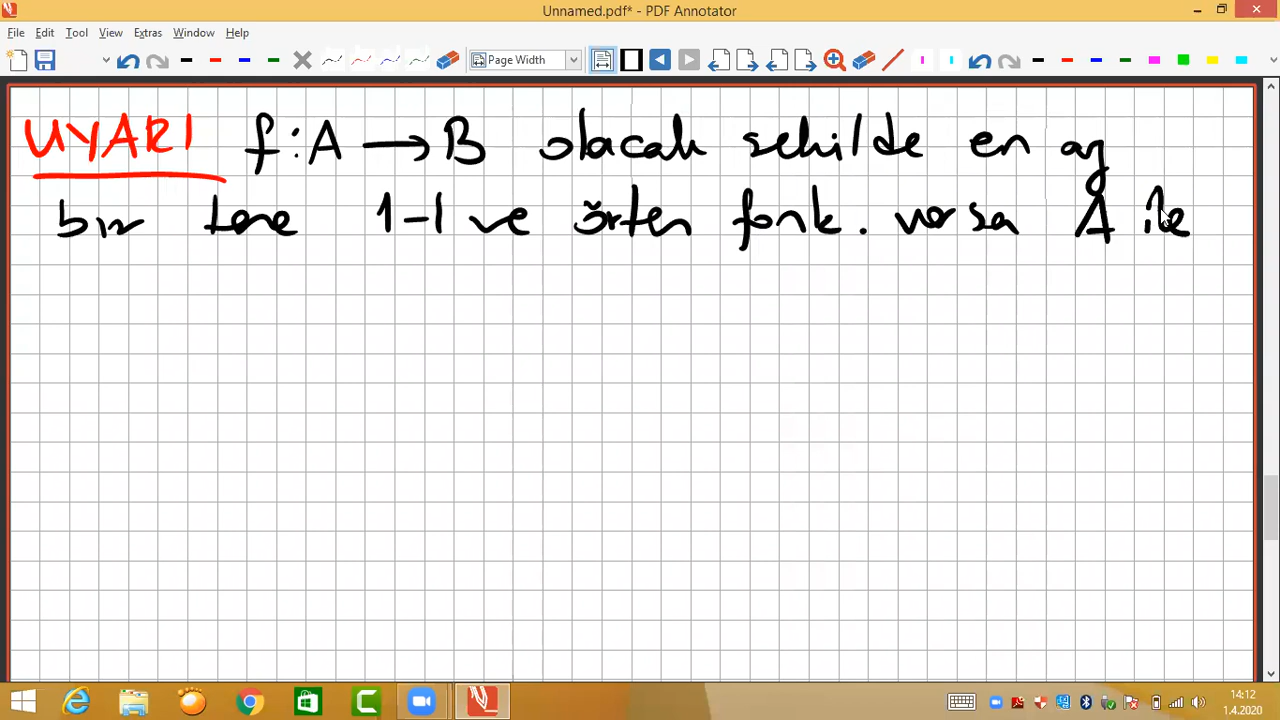 Unnamed.pdf* - PDF Annotator
File Edit Tool View Extras Window Help
Page Width
UYARI f: A → B olacak şekilde en az
bir tane 1-1 ve örten fonk. varsa A ile
14:12
1.4.2020